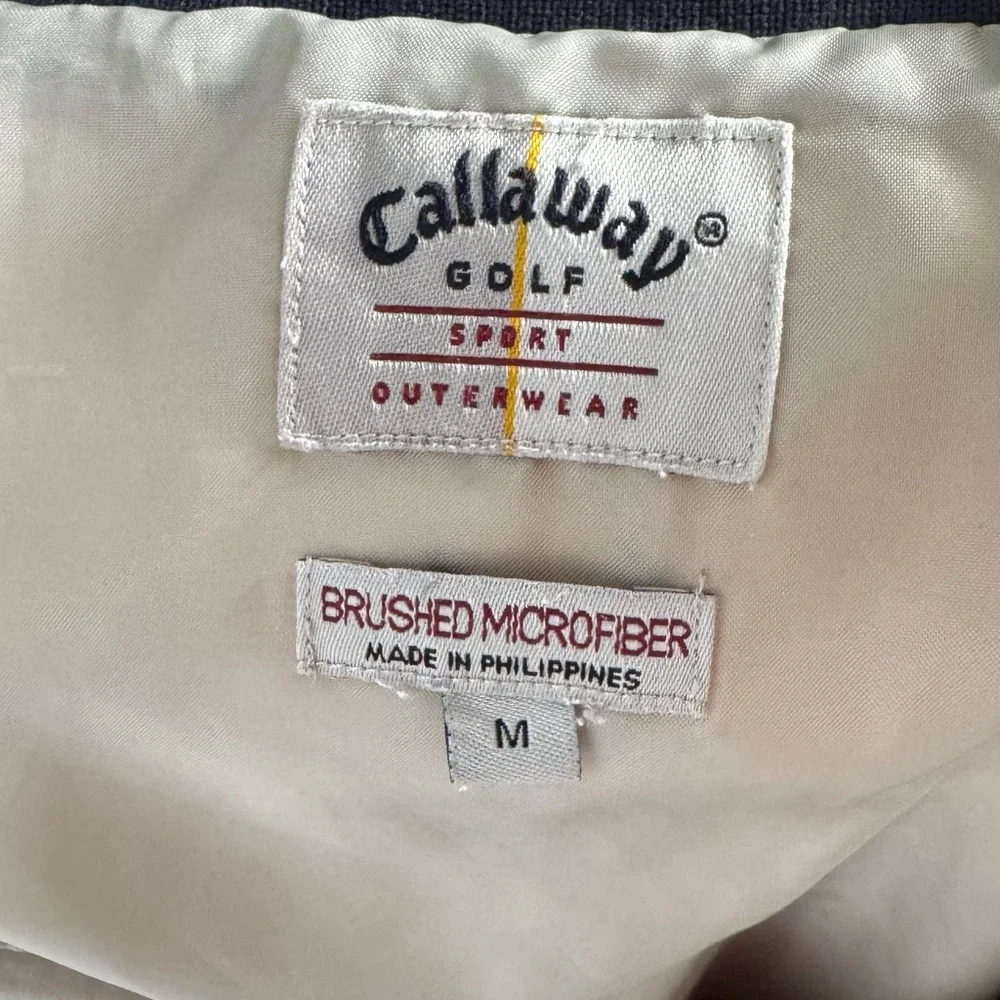 Callaway®
GOLF
SPORT
OUTERWEAR
BRUSHED MICROFIBER
MADE IN PHILIPPINES
M